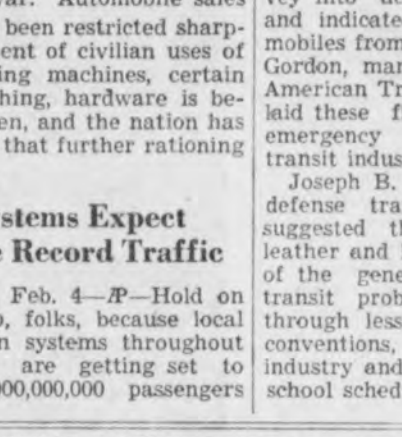 Automobile sales
been restricted sharp-
ent of civilian uses of
ing machines, certain
hing, hardware is be-
en, and the nation has
that further rationing
stems Expect
Record Traffic
Feb. 4—AP—Hold on
, folks, because local
n systems throughout
are getting set to
000,000,000 passengers
and indicate
mobiles from
Gordon, man
American Tr
laid these f
emergency
transit indus
Joseph B.
defense tra
suggested th
leather and
of the gene
transit prob
through less
conventions,
industry and
school sched